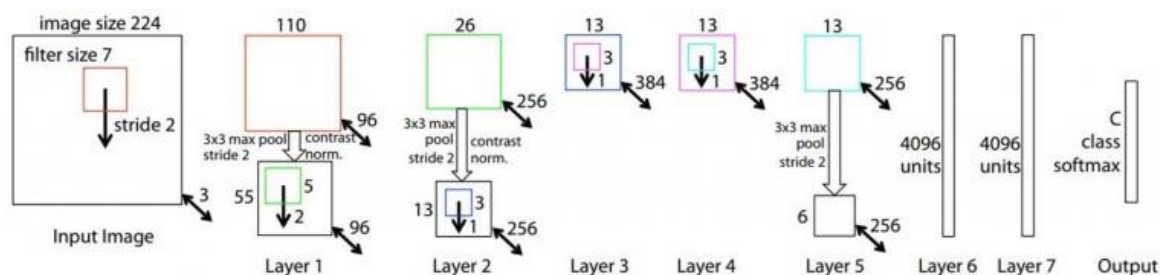 image size 224
filter size 7
stride 2
3
Input Image
110
96
3x3 max pool
stride 2
contrast
norm.
55
5
2
96
Layer 1
26
256
3x3 max
pool
stride 2
contrast
norm.
13
3
1
256
Layer 2
13
3
1
384
Layer 3
13
3
1
384
Layer 4
13
256
3x3 max
pool
stride 2
6
256
Layer 5
4096
units
Layer 6
4096
units
Layer 7
C
class
softmax
Output